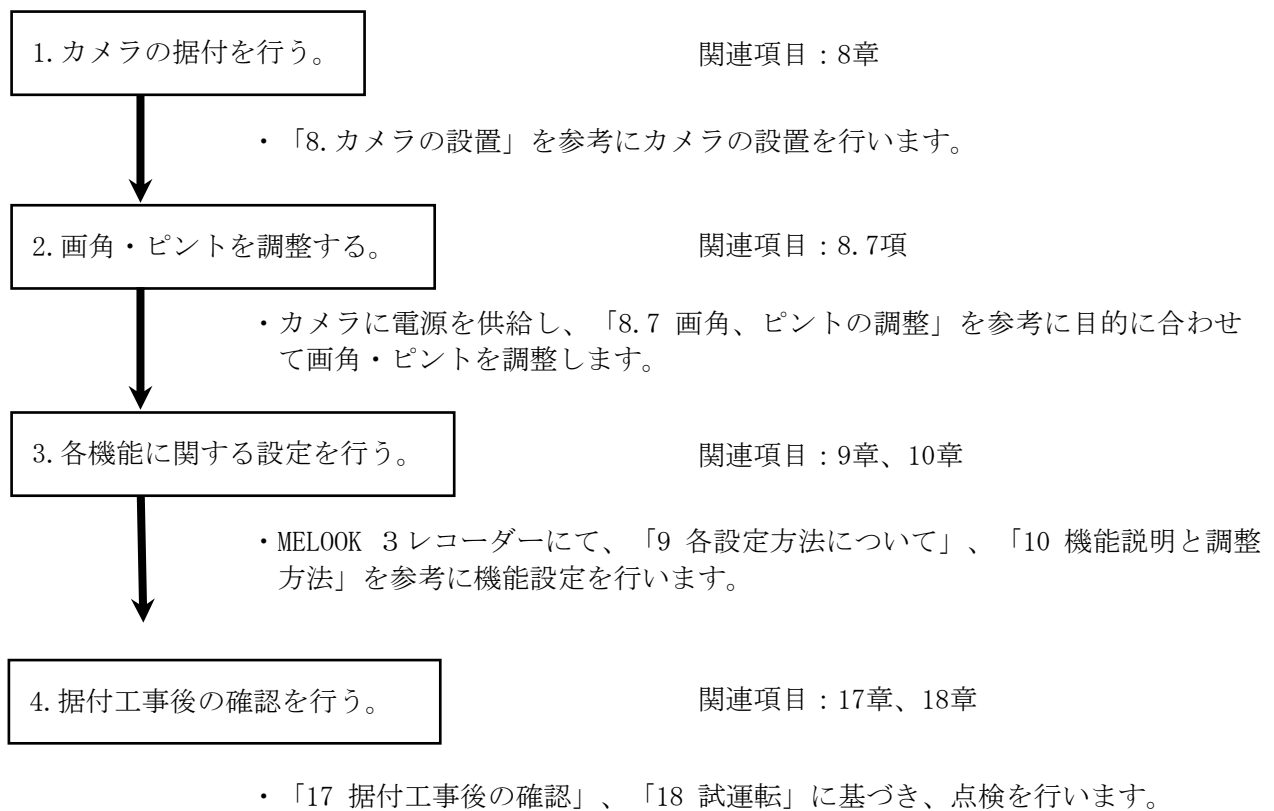 1.カメラの据付を行う。 関連項目：8章
・「8.カメラの設置」を参考にカメラの設置を行います。
2.画角・ピントを調整する。 関連項目：8.7項
・カメラに電源を供給し、「8.7 画角、ピントの調整」を参考に目的に合わせ
て画角・ピントを調整します。
3.各機能に関する設定を行う。 関連項目：9章、10章
・MELOOK ３レコーダーにて、「9 各設定方法について」、「10 機能説明と調整
方法」を参考に機能設定を行います。
4.据付工事後の確認を行う。 関連項目：17章、18章
・「17 据付工事後の確認」、「18 試運転」に基づき、点検を行います。